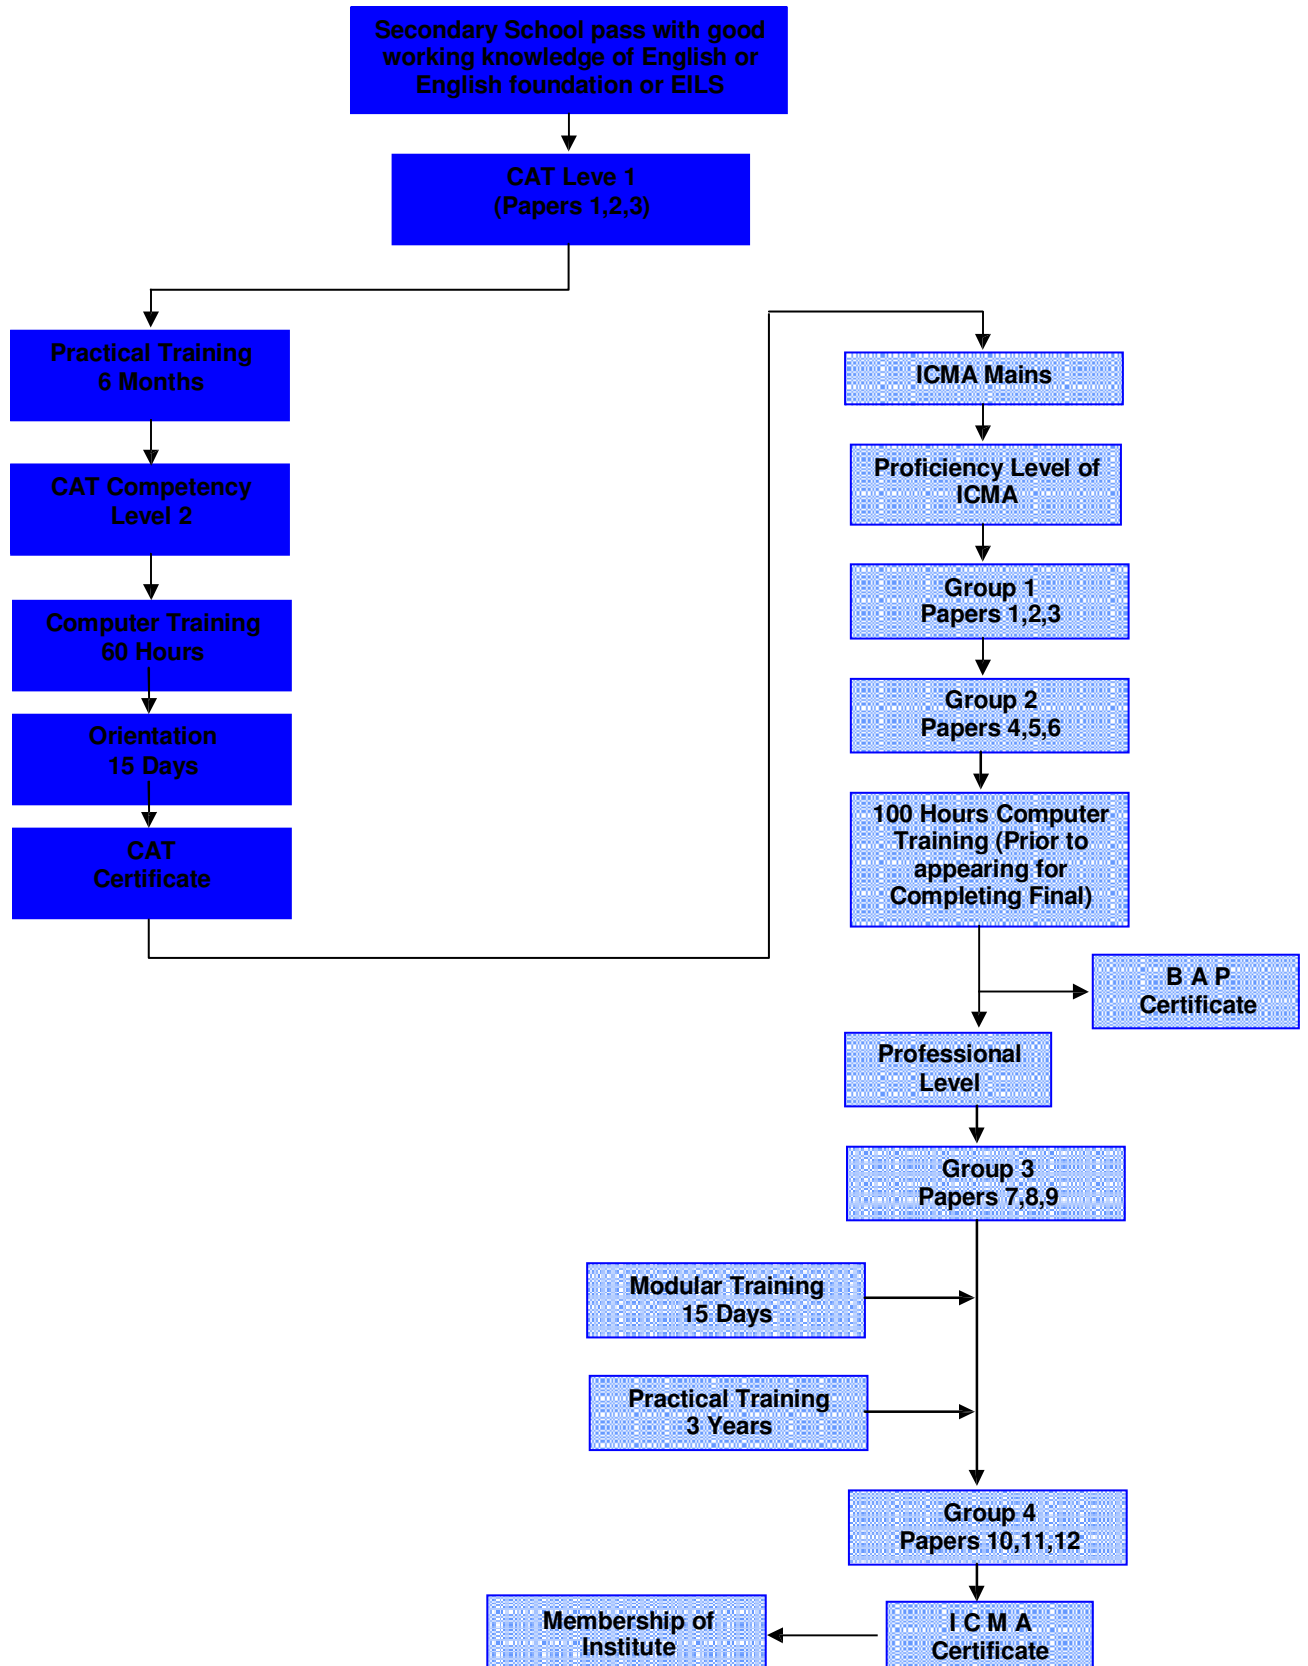 Secondary School pass with good
working knowledge of English or
English foundation or EILS
CAT Leve 1
(Papers 1,2,3)
Practical Training
6 Months
CAT Competency
Level 2
Computer Training
60 Hours
Orientation
15 Days
CAT
Certificate
ICMA Mains
Proficiency Level of
ICMA
Group 1
Papers 1,2,3
Group 2
Papers 4,5,6
100 Hours Computer
Training (Prior to
appearing for
Completing Final)
B A P
Certificate
Professional
Level
Group 3
Papers 7,8,9
Modular Training
15 Days
Practical Training
3 Years
Group 4
Papers 10,11,12
I C M A
Certificate
Membership of
Institute